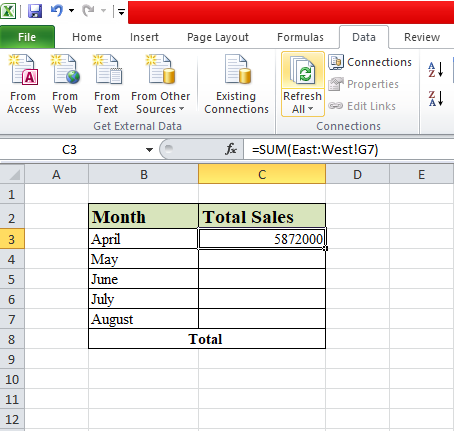 File Home Insert Page Layout Formulas Data Review
From Access From Web From Text From Other Sources Existing Connections Refresh All Connections Properties Edit Links A Z Z A
Get External Data Connections
C3 fx =SUM(East:West!G7)
A B C D E
1
2 Month Total Sales
3 April 5872000
4 May
5 June
6 July
7 August
8 Total
9
10
11
12